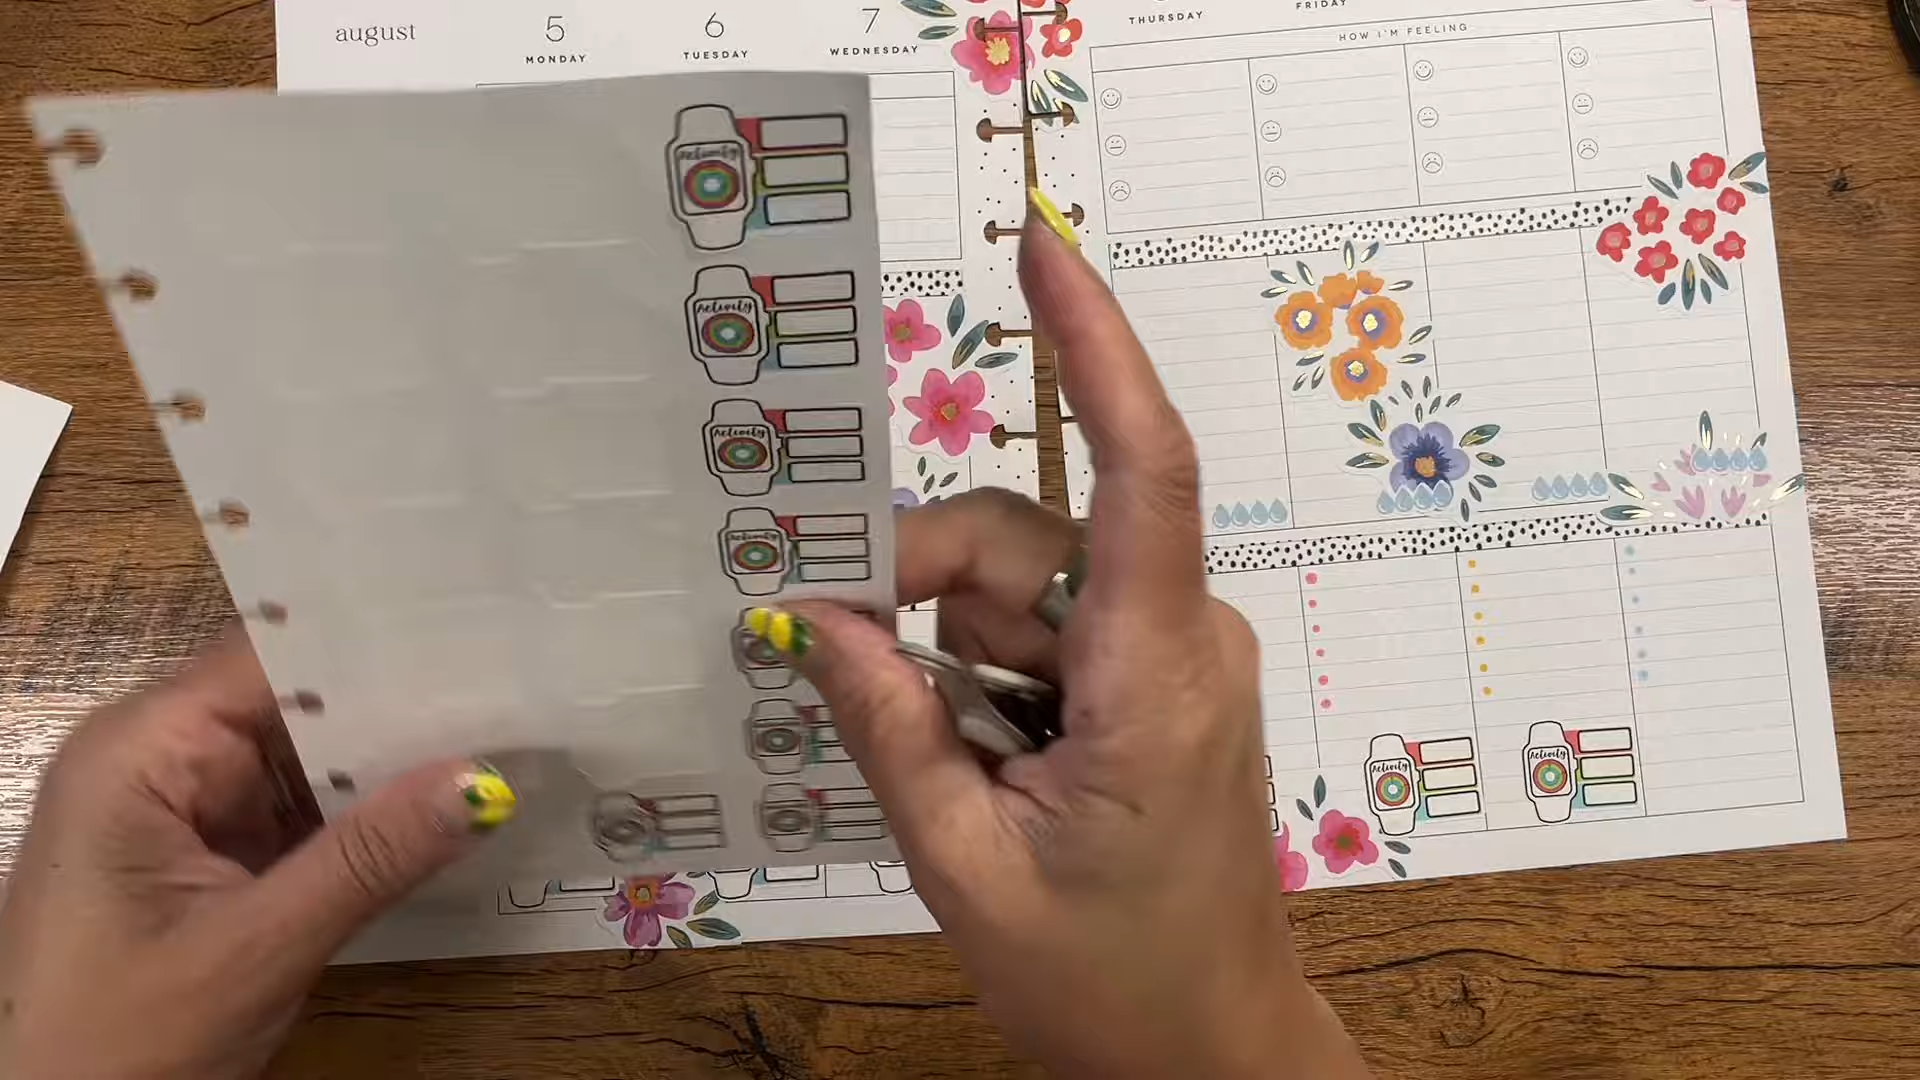 august
5
MONDAY
6
TUESDAY
7
WEDNESDAY
THURSDAY
FRIDAY
HOW I'M FEELING
Activity
Activity
Activity
Activity
Activity
Activity